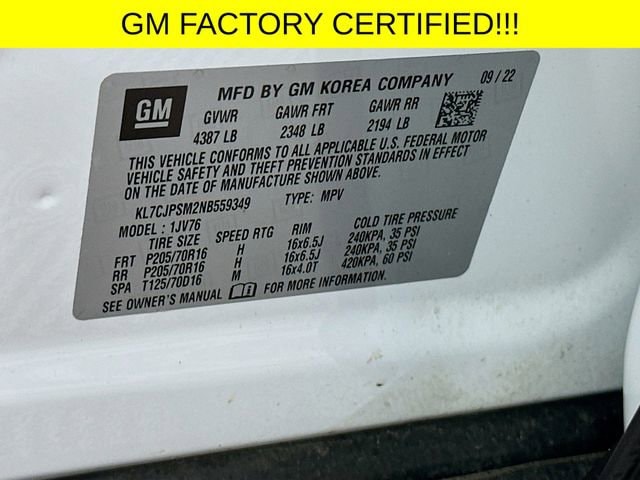 GM FACTORY CERTIFIED!!!
GM
MFD BY GM KOREA COMPANY 09/22
GVWR GAWR FRT GAWR RR
4387 LB 2348 LB 2194 LB
THIS VEHICLE CONFORMS TO ALL APPLICABLE U.S. FEDERAL MOTOR
VEHICLE SAFETY AND THEFT PREVENTION STANDARDS IN EFFECT
ON THE DATE OF MANUFACTURE SHOWN ABOVE.
KL7CJPSM2NB559349 TYPE: MPV
MODEL: 1JV76
TIRE SIZE SPEED RTG RIM COLD TIRE PRESSURE
FRT P205/70R16 H 16x6.5J 240KPA, 35 PSI
RR P205/70R16 H 16x6.5J 240KPA, 35 PSI
SPA T125/70D16 M 16x4.0T 420KPA, 60 PSI
SEE OWNER'S MANUAL FOR MORE INFORMATION